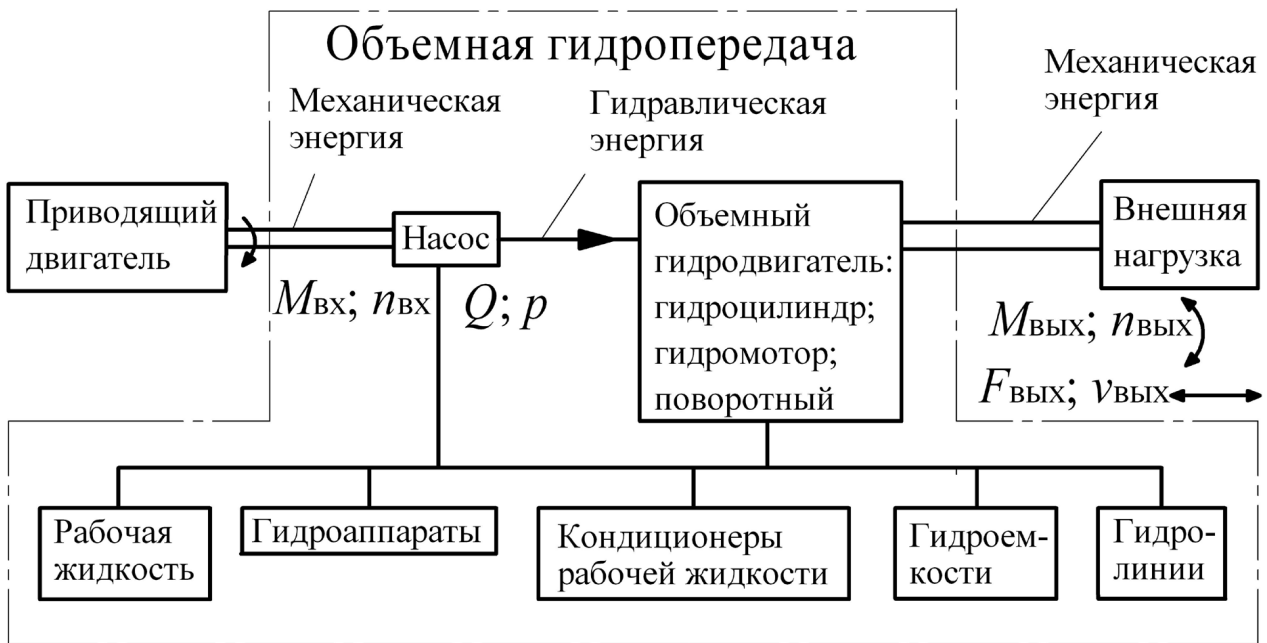 Объемная гидропередача
Механическая
энергия
Гидравлическая
энергия
Механическая
энергия
Приводящий
двигатель
Насос
Объемный
гидродвигатель:
гидроцилиндр;
гидромотор;
поворотный
Внешняя
нагрузка
Mвх; nвх
Q; p
Mвых; nвых
Fвых; vвых
Рабочая
жидкость
Гидроаппараты
Кондиционеры
рабочей жидкости
Гидроем-
кости
Гидро-
линии